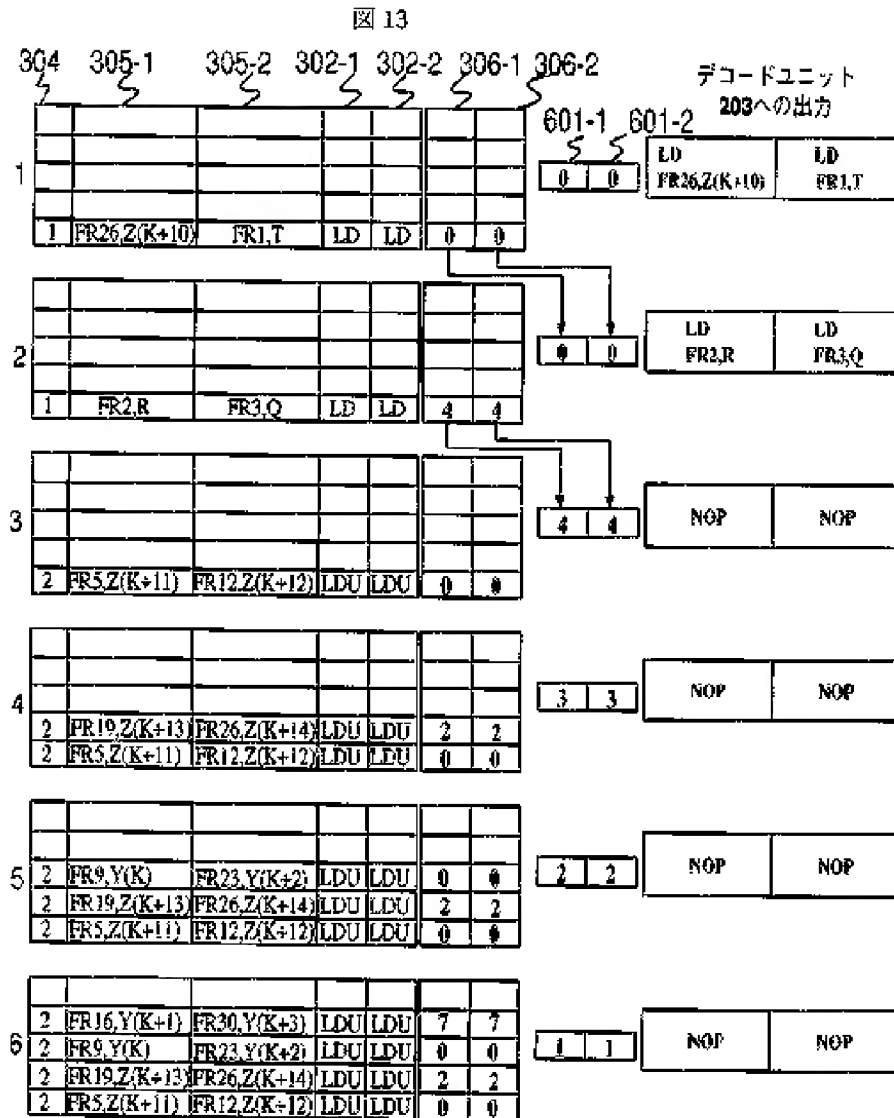 図 13
304 305-1 305-2 302-1 302-2 306-1 306-2
デコードユニット
203への出力
601-1 601-2
1
1 FR26,Z(K+10) FR1,T LD LD 0 0
0 0
LD LD
FR26,Z(K+10) FR1,T
2
1 FR2,R FR3,Q LD LD 4 4
0 0
LD LD
FR2,R FR3,Q
3
2 FR5,Z(K+11) FR12,Z(K+12) LDU LDU 0 0
4 4
NOP NOP
4
2 FR19,Z(K+13) FR26,Z(K+14) LDU LDU 2 2
2 FR5,Z(K+11) FR12,Z(K+12) LDU LDU 0 0
3 3
NOP NOP
5
2 FR9,Y(K) FR23,Y(K+2) LDU LDU 0 0
2 FR19,Z(K+13) FR26,Z(K+14) LDU LDU 2 2
2 FR5,Z(K+11) FR12,Z(K+12) LDU LDU 0 0
2 2
NOP NOP
6
2 FR16,Y(K+1) FR30,Y(K+3) LDU LDU 7 7
2 FR9,Y(K) FR23,Y(K+2) LDU LDU 0 0
2 FR19,Z(K+13) FR26,Z(K+14) LDU LDU 2 2
2 FR5,Z(K+11) FR12,Z(K+12) LDU LDU 0 0
1 1
NOP NOP